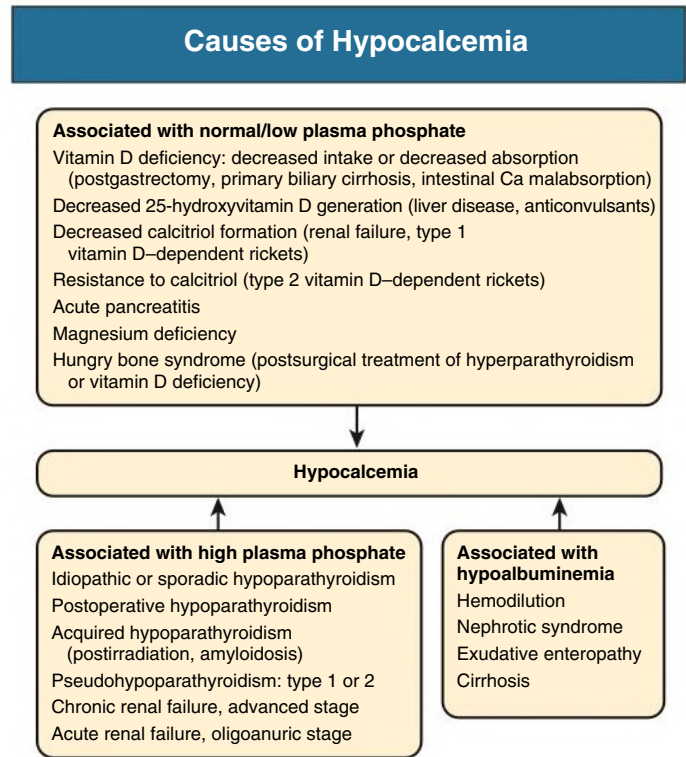 Causes of Hypocalcemia
Associated with normal/low plasma phosphate
Vitamin D deficiency: decreased intake or decreased absorption
(postgastrectomy, primary biliary cirrhosis, intestinal Ca malabsorption)
Decreased 25-hydroxyvitamin D generation (liver disease, anticonvulsants)
Decreased calcitriol formation (renal failure, type 1
vitamin D–dependent rickets)
Resistance to calcitriol (type 2 vitamin D–dependent rickets)
Acute pancreatitis
Magnesium deficiency
Hungry bone syndrome (postsurgical treatment of hyperparathyroidism
or vitamin D deficiency)
Hypocalcemia
Associated with high plasma phosphate
Idiopathic or sporadic hypoparathyroidism
Postoperative hypoparathyroidism
Acquired hypoparathyroidism
(postirradiation, amyloidosis)
Pseudohypoparathyroidism: type 1 or 2
Chronic renal failure, advanced stage
Acute renal failure, oligoanuric stage
Associated with
hypoalbuminemia
Hemodilution
Nephrotic syndrome
Exudative enteropathy
Cirrhosis